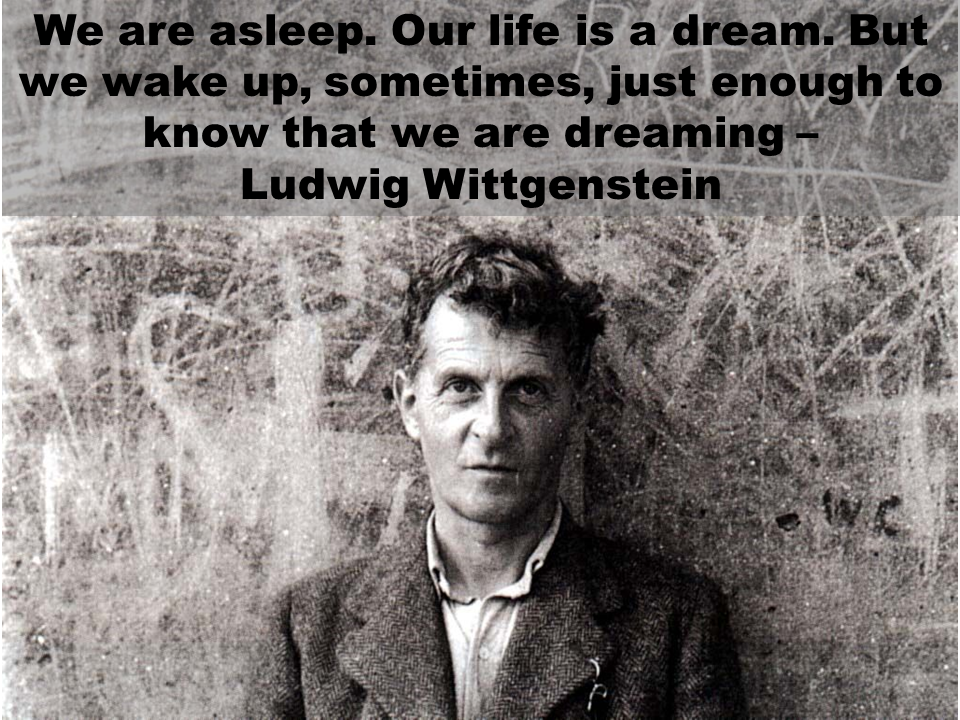 We are asleep. Our life is a dream. But
we wake up, sometimes, just enough to
know that we are dreaming –
Ludwig Wittgenstein
WC